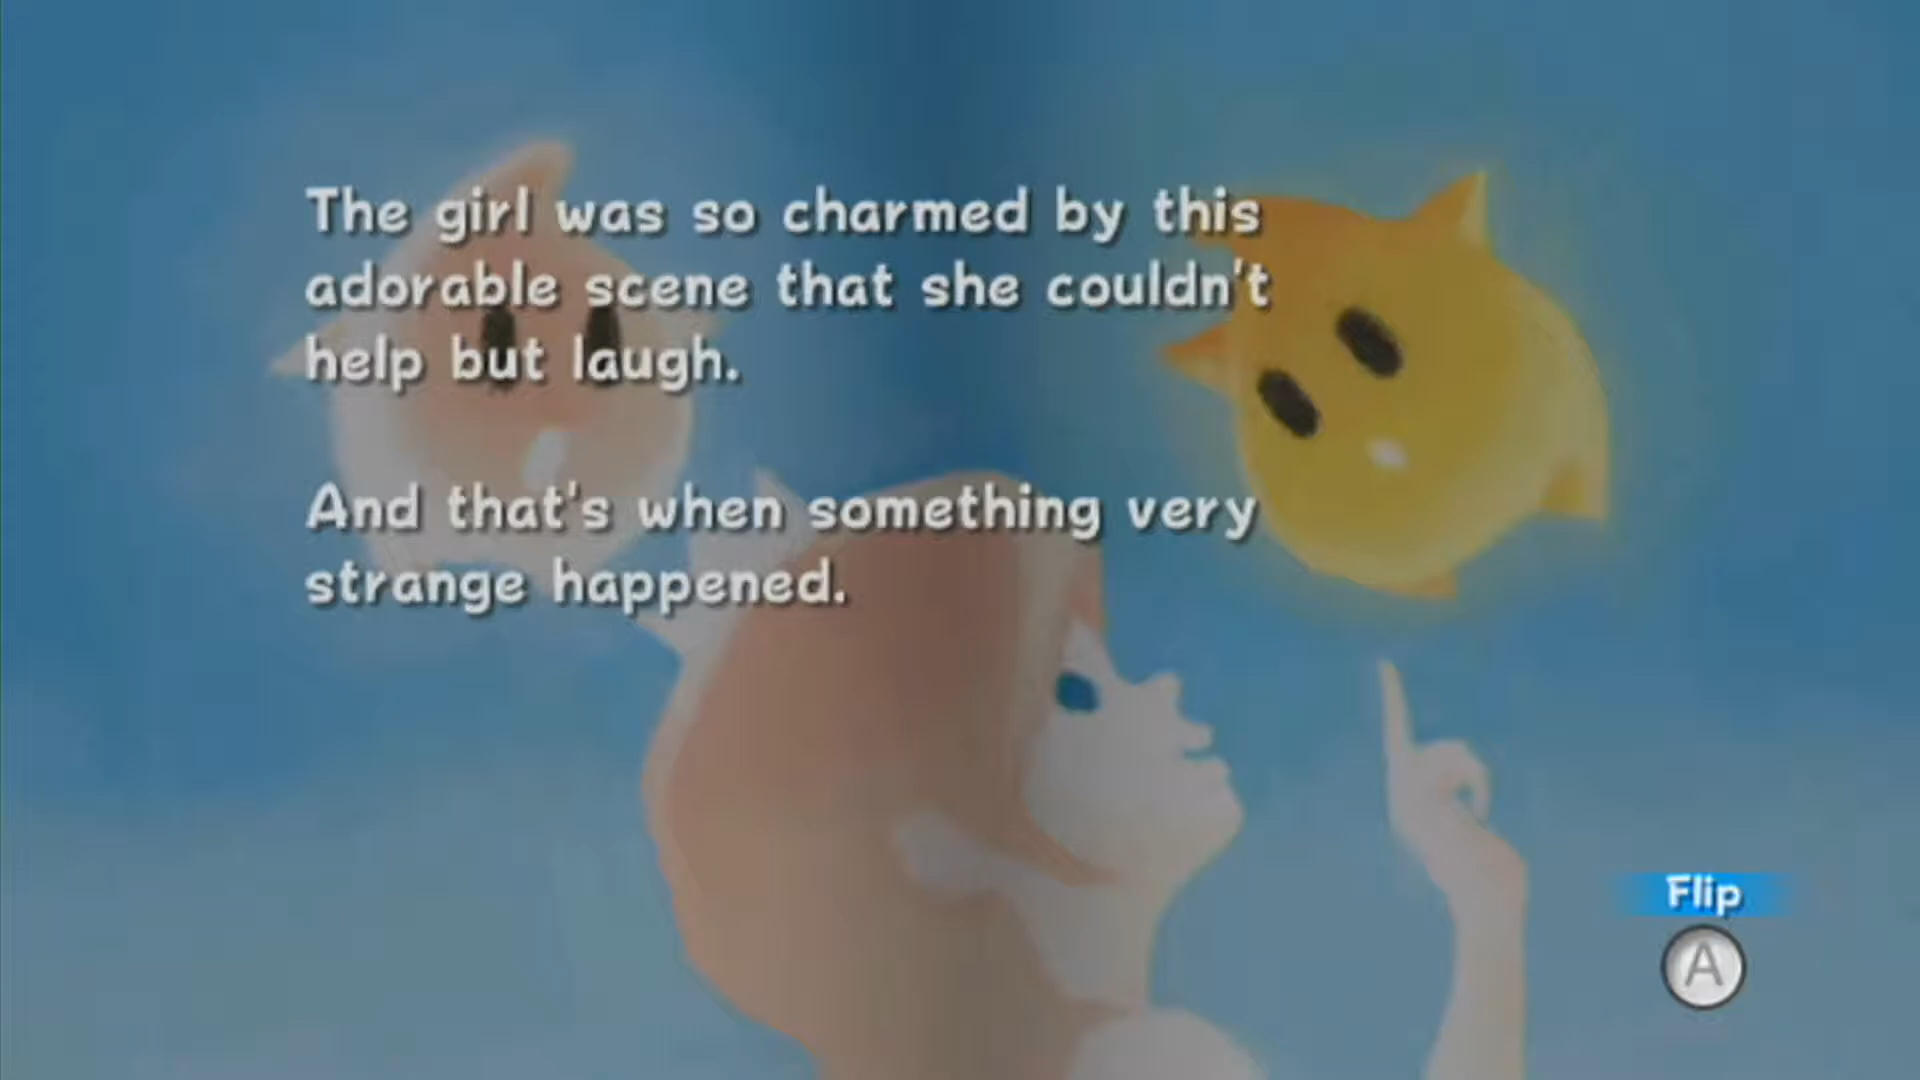 The girl was so charmed by this
adorable scene that she couldn't
help but laugh.
And that's when something very
strange happened.
Flip
A